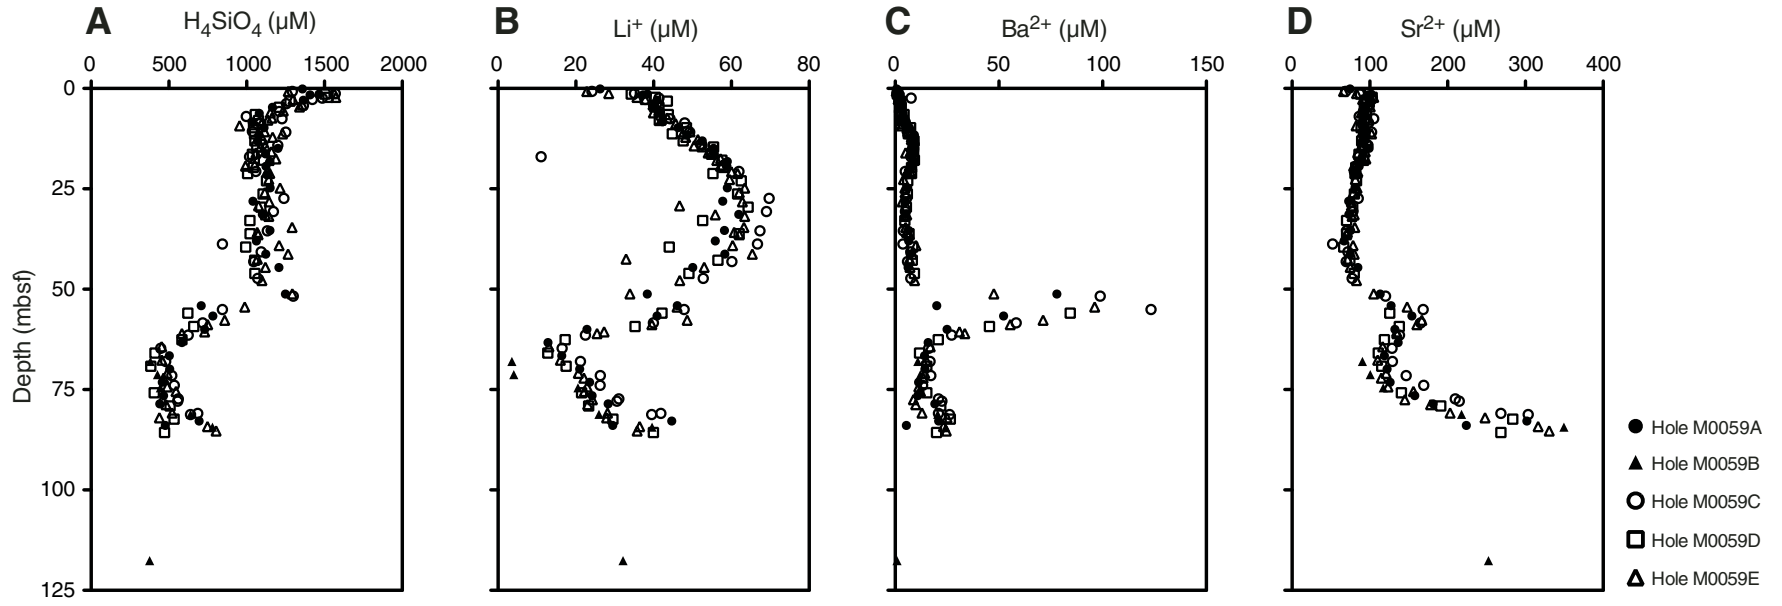 A H₄SiO₄ (µM)
B Li⁺ (µM)
C Ba²⁺ (µM)
D Sr²⁺ (µM)
0 500 1000 1500 2000
0 20 40 60 80
0 50 100 150
0 100 200 300 400
0
25
50
75
100
125
Depth (mbsf)
Hole M0059A
Hole M0059B
Hole M0059C
Hole M0059D
Hole M0059E